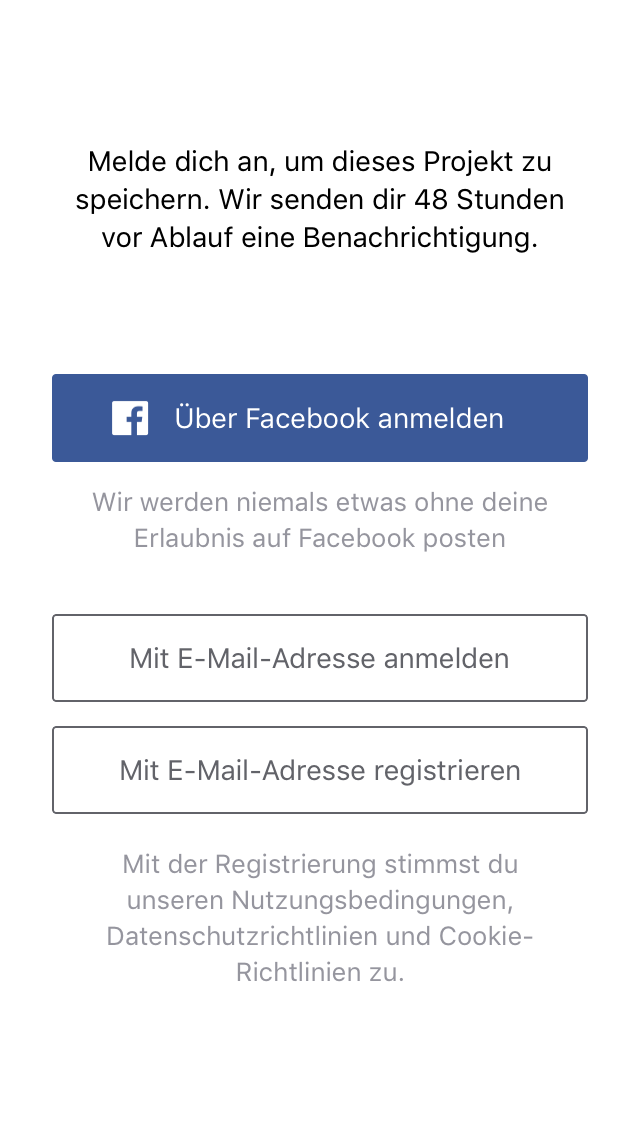 Melde dich an, um dieses Projekt zu
speichern. Wir senden dir 48 Stunden
vor Ablauf eine Benachrichtigung.
Über Facebook anmelden
Wir werden niemals etwas ohne deine
Erlaubnis auf Facebook posten
Mit E-Mail-Adresse anmelden
Mit E-Mail-Adresse registrieren
Mit der Registrierung stimmst du
unseren Nutzungsbedingungen,
Datenschutzrichtlinien und Cookie-
Richtlinien zu.